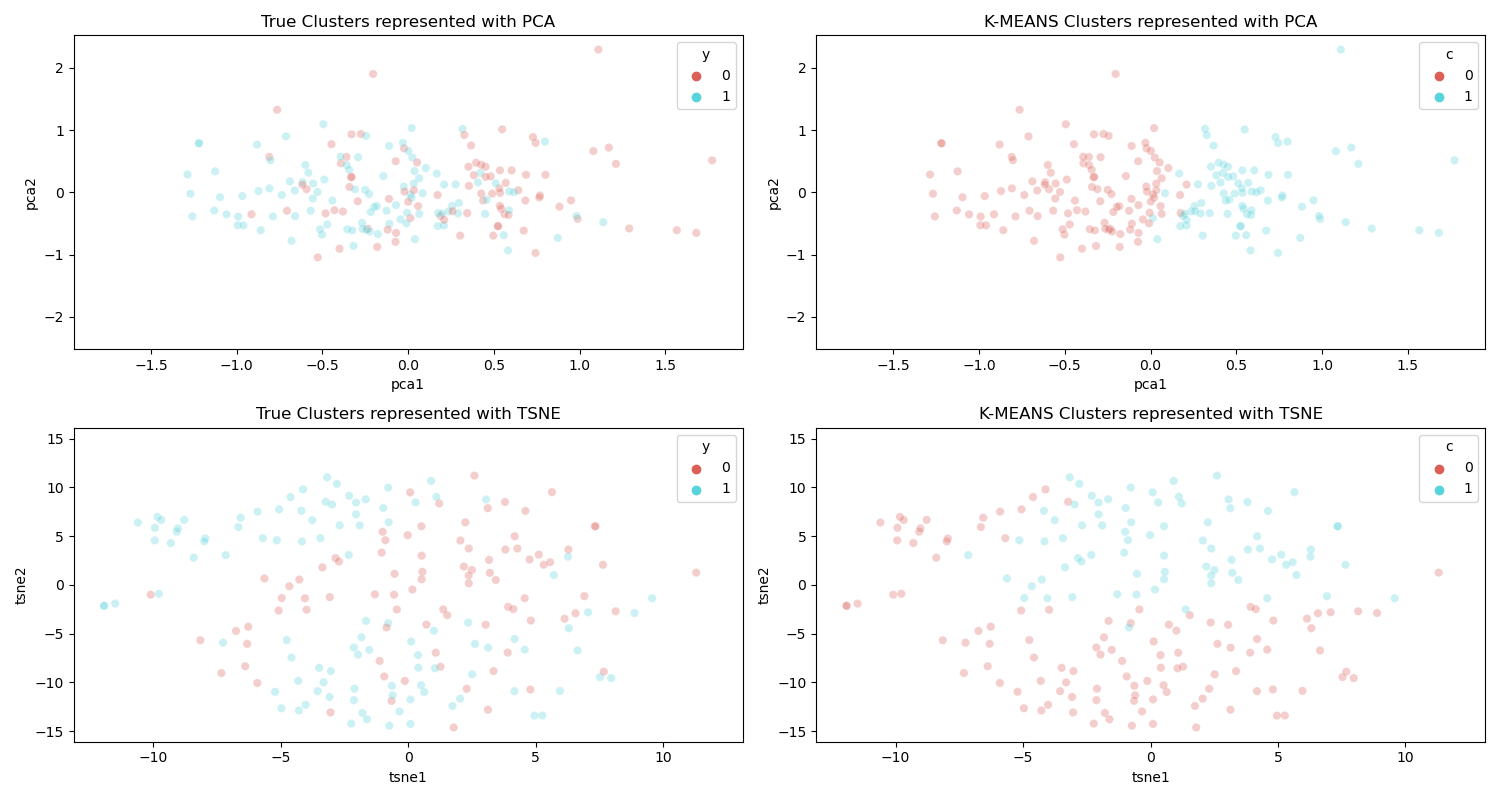 True Clusters represented with PCA
y
0
1
2
1
0
−1
−2
pca2
−1.5 −1.0 −0.5 0.0 0.5 1.0 1.5
pca1
K-MEANS Clusters represented with PCA
c
0
1
2
1
0
−1
−2
pca2
−1.5 −1.0 −0.5 0.0 0.5 1.0 1.5
pca1
True Clusters represented with TSNE
y
0
1
15
10
5
0
−5
−10
−15
tsne2
−10 −5 0 5 10
tsne1
K-MEANS Clusters represented with TSNE
c
0
1
15
10
5
0
−5
−10
−15
tsne2
−10 −5 0 5 10
tsne1